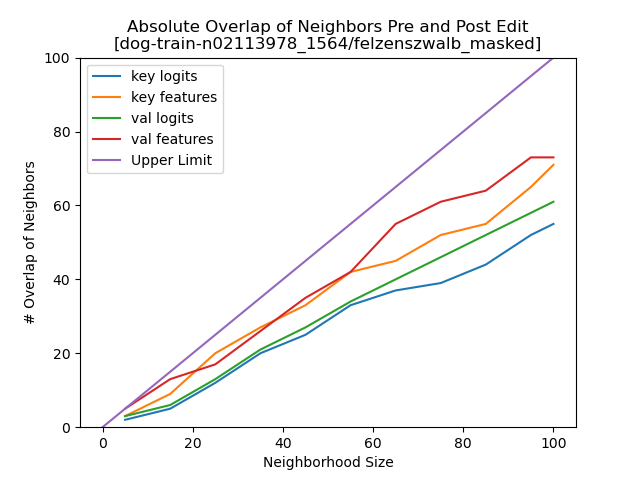 Absolute Overlap of Neighbors Pre and Post Edit
[dog-train-n02113978_1564/felzenszwalb_masked]
key logits
key features
val logits
val features
Upper Limit
# Overlap of Neighbors
100
80
60
40
20
0
0 20 40 60 80 100
Neighborhood Size